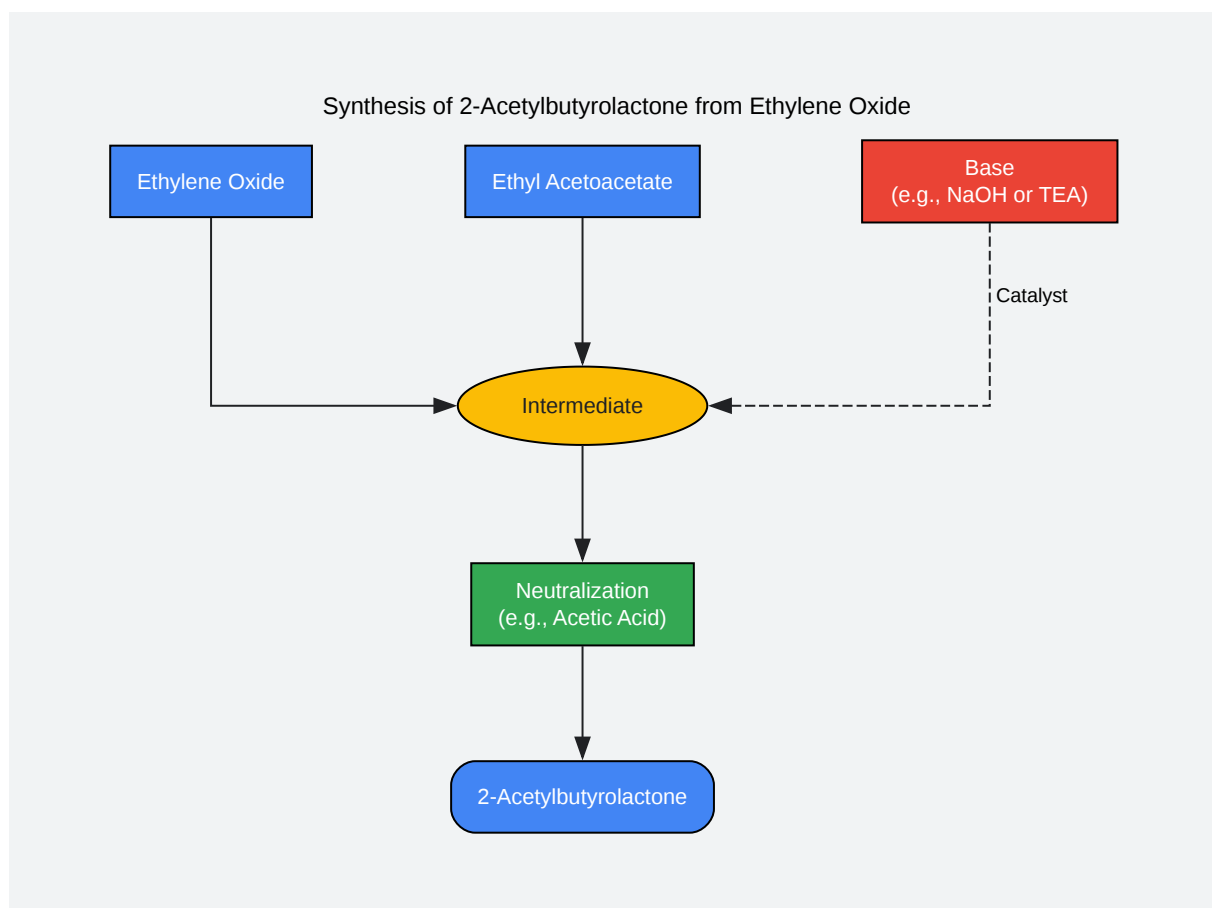 Synthesis of 2-Acetylbutyrolactone from Ethylene Oxide
Ethylene Oxide
Ethyl Acetoacetate
Base
(e.g., NaOH or TEA)
Catalyst
Intermediate
Neutralization
(e.g., Acetic Acid)
2-Acetylbutyrolactone